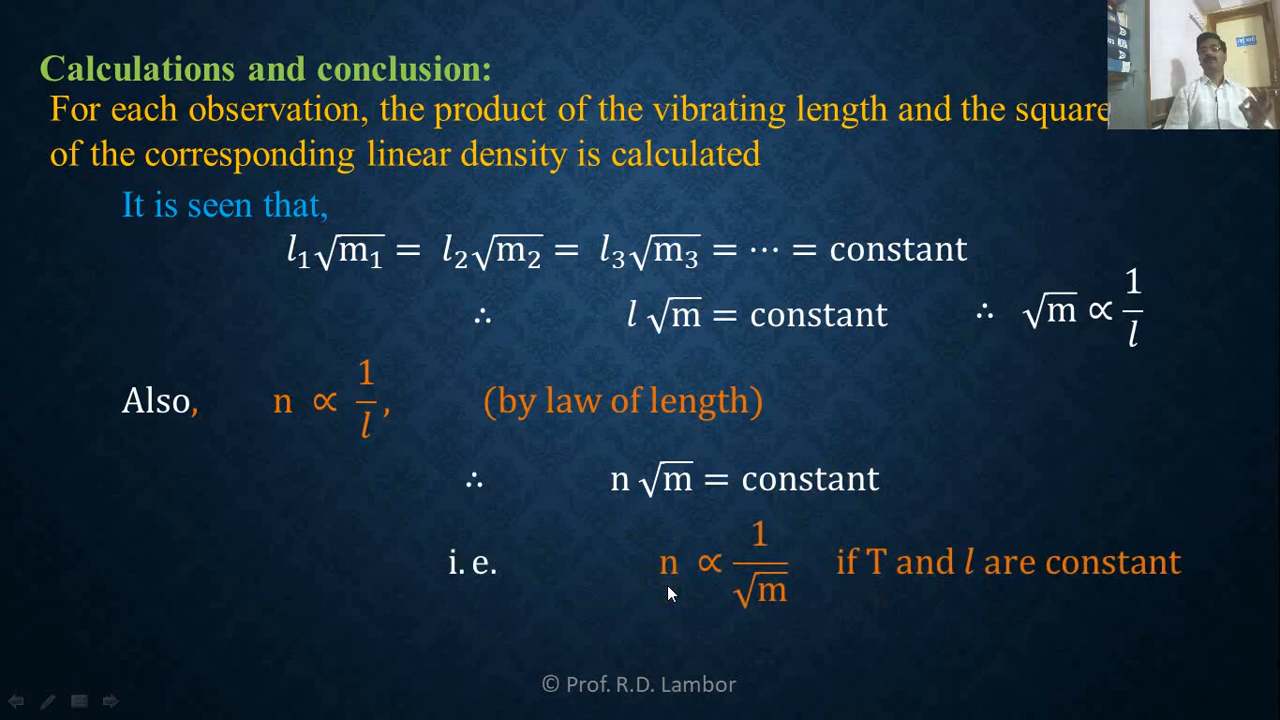 Calculations and conclusion:
For each observation, the product of the vibrating length and the square
of the corresponding linear density is calculated
It is seen that,
l₁√m₁ = l₂√m₂ = l₃√m₃ = ⋯ = constant
∴ l √m = constant ∴ √m ∝ 1/l
Also, n ∝ 1/l, (by law of length)
∴ n √m = constant
i. e. n ∝ 1/√m if T and l are constant
© Prof. R.D. Lambor